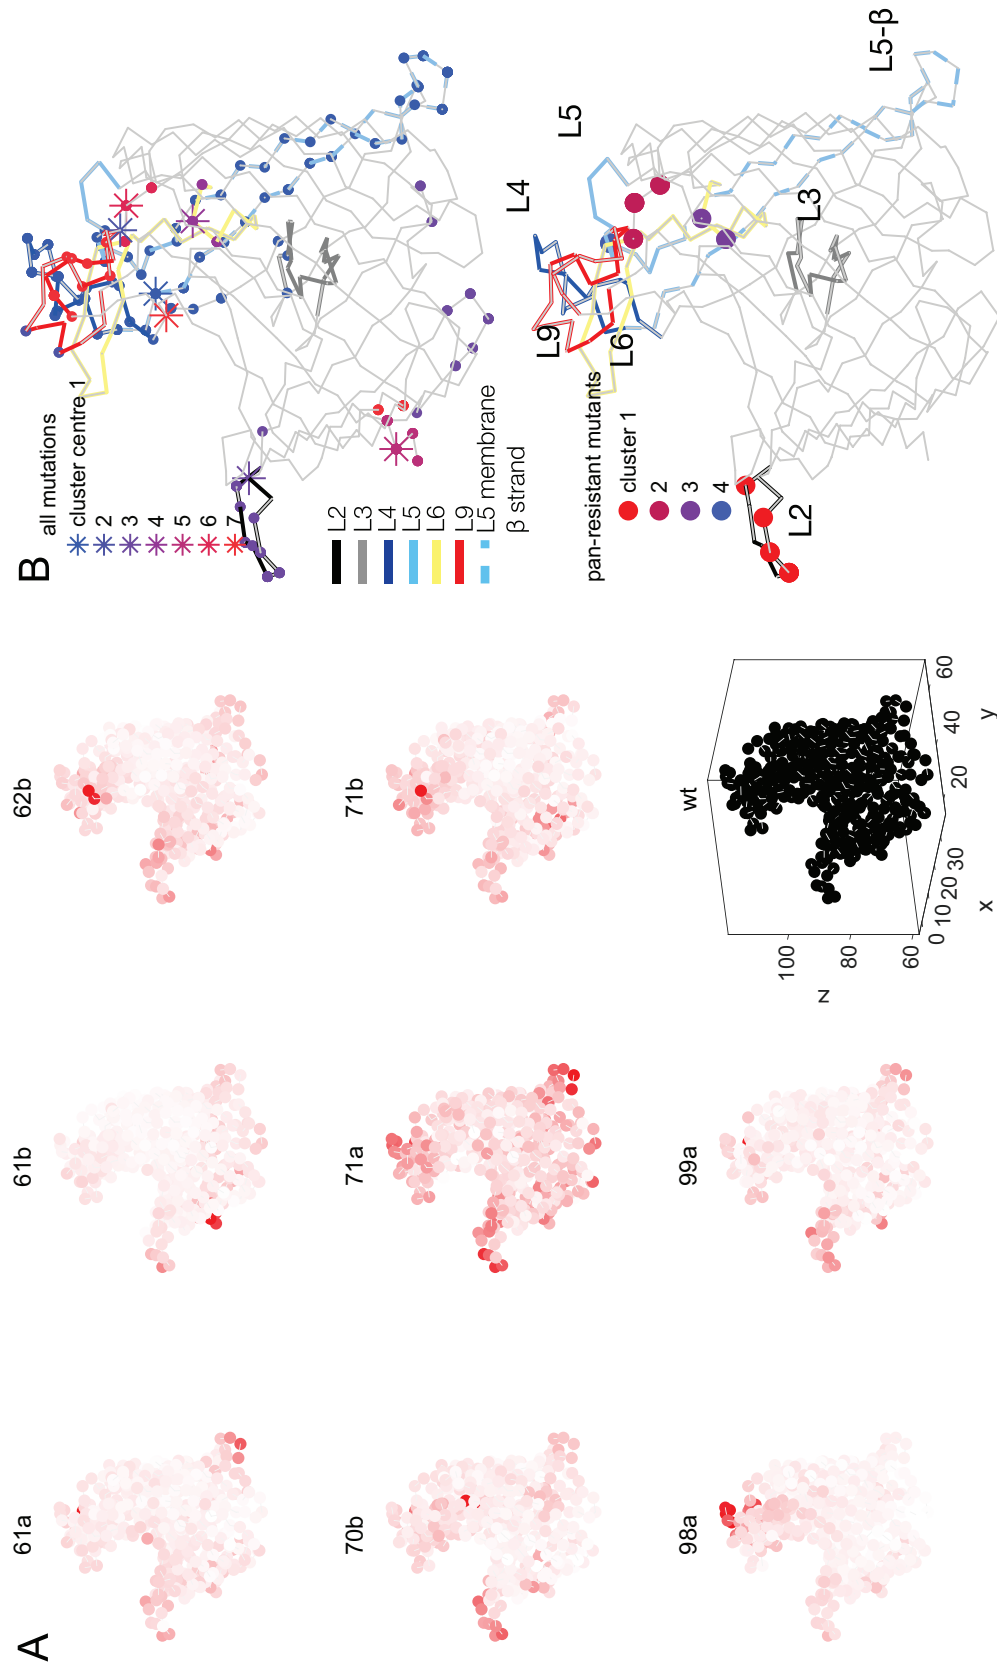 A
61a
61b
62b
70b
71a
71b
98a
99a
wt
z
100
80
60
0
10
20
30
x
20
40
60
y
B
all mutations
cluster centre 1
2
3
4
5
6
7
L2
L3
L4
L5
L6
L9
L5 membrane
β strand
pan-resistant mutants
cluster 1
2
3
4
L9
L4
L5
L6
L2
L3
L5-β